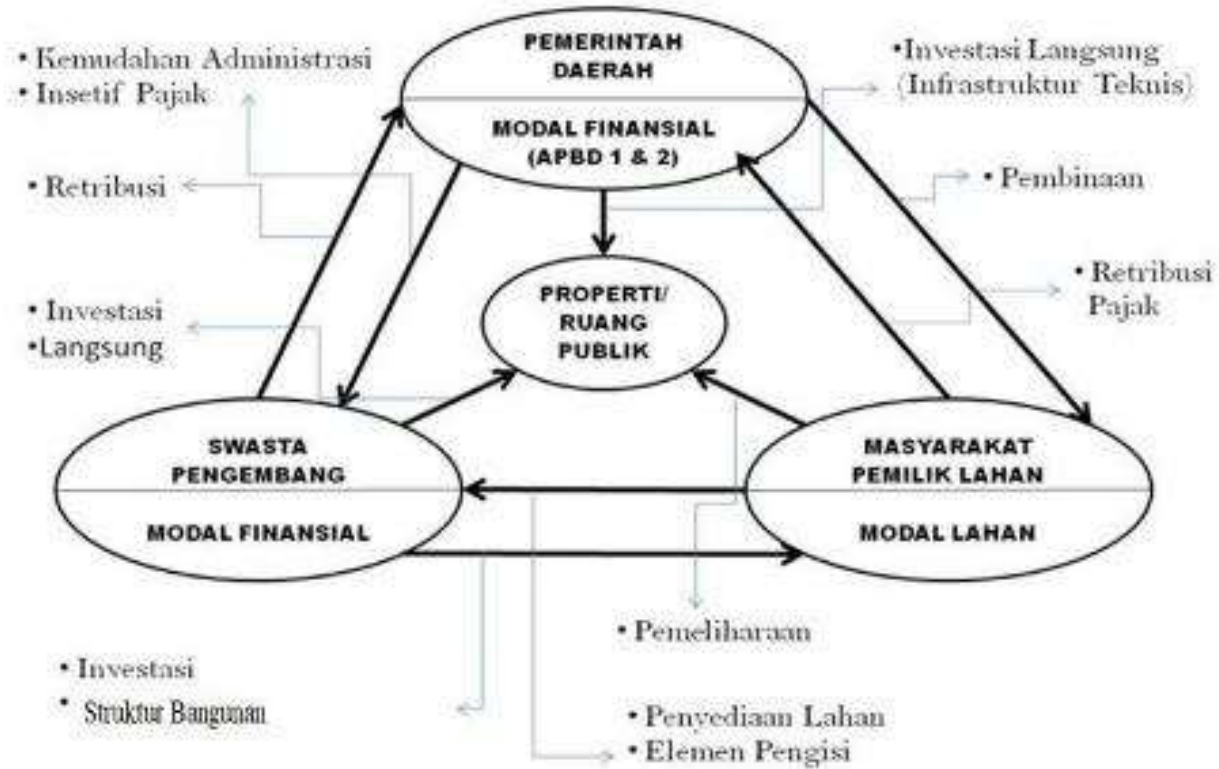 PEMERINTAH
DAERAH
MODAL FINANSIAL
(APBD 1 & 2)
• Kemudahan Administrasi
• Insetif Pajak
•Investasi Langsung
(Infrastruktur Teknis)
• Retribusi
• Pembinaan
• Retribusi
Pajak
PROPERTI/
RUANG
PUBLIK
• Investasi
•Langsung
SWASTA
PENGEMBANG
MODAL FINANSIAL
MASYARAKAT
PEMILIK LAHAN
MODAL LAHAN
• Pemeliharaan
• Investasi
• Struktur Bangunan
• Penyediaan Lahan
• Elemen Pengisi